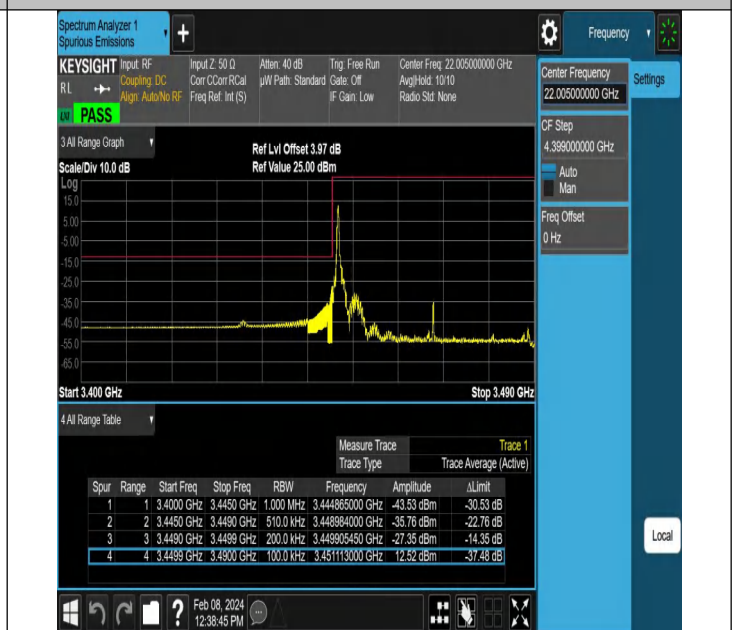 Spectrum Analyzer 1
Spurious Emissions
+
Frequency
KEYSIGHT Input: RF Input Z: 50 Ω Atten: 40 dB Trig: Free Run Center Freq: 22.005000000 GHz
RL Coupling: DC Corr CCorr RCal µW Path: Standard Gate: Off Avg|Hold: 10/10
Align: Auto/No RF Freq Ref: Int (S) IF Gain: Low Radio Std: None
PASS
Center Frequency
22.005000000 GHz
Settings
CF Step
4.399000000 GHz
Auto
Man
Freq Offset
0 Hz
Local
3 All Range Graph
Ref Lvl Offset 3.97 dB
Scale/Div 10.0 dB Ref Value 25.00 dBm
Log
15.0
5.00
-5.00
-15.0
-25.0
-35.0
-45.0
-55.0
-65.0
Start 3.400 GHz Stop 3.490 GHz
4 All Range Table
Measure Trace Trace 1
Trace Type Trace Average (Active)
Spur Range Start Freq Stop Freq RBW Frequency Amplitude ΔLimit
1 1 3.4000 GHz 3.4450 GHz 1.000 MHz 3.444865000 GHz -43.53 dBm -30.53 dB
2 2 3.4450 GHz 3.4490 GHz 510.0 kHz 3.448984000 GHz -35.76 dBm -22.76 dB
3 3 3.4490 GHz 3.4499 GHz 200.0 kHz 3.449905450 GHz -27.35 dBm -14.35 dB
4 4 3.4499 GHz 3.4900 GHz 100.0 kHz 3.451113000 GHz 12.52 dBm -37.48 dB
?
Feb 08, 2024
12:38:45 PM